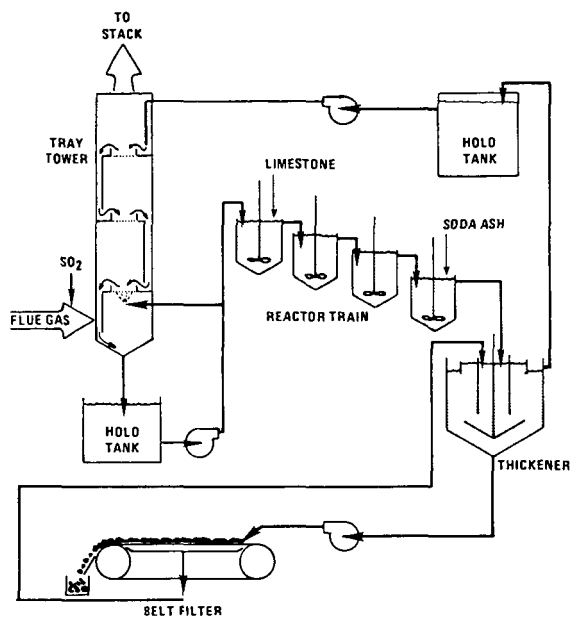 TO
STACK
TRAY
TOWER
HOLD
TANK
LIMESTONE
SODA ASH
SO2
FLUE GAS
REACTOR TRAIN
HOLD
TANK
THICKENER
BELT FILTER